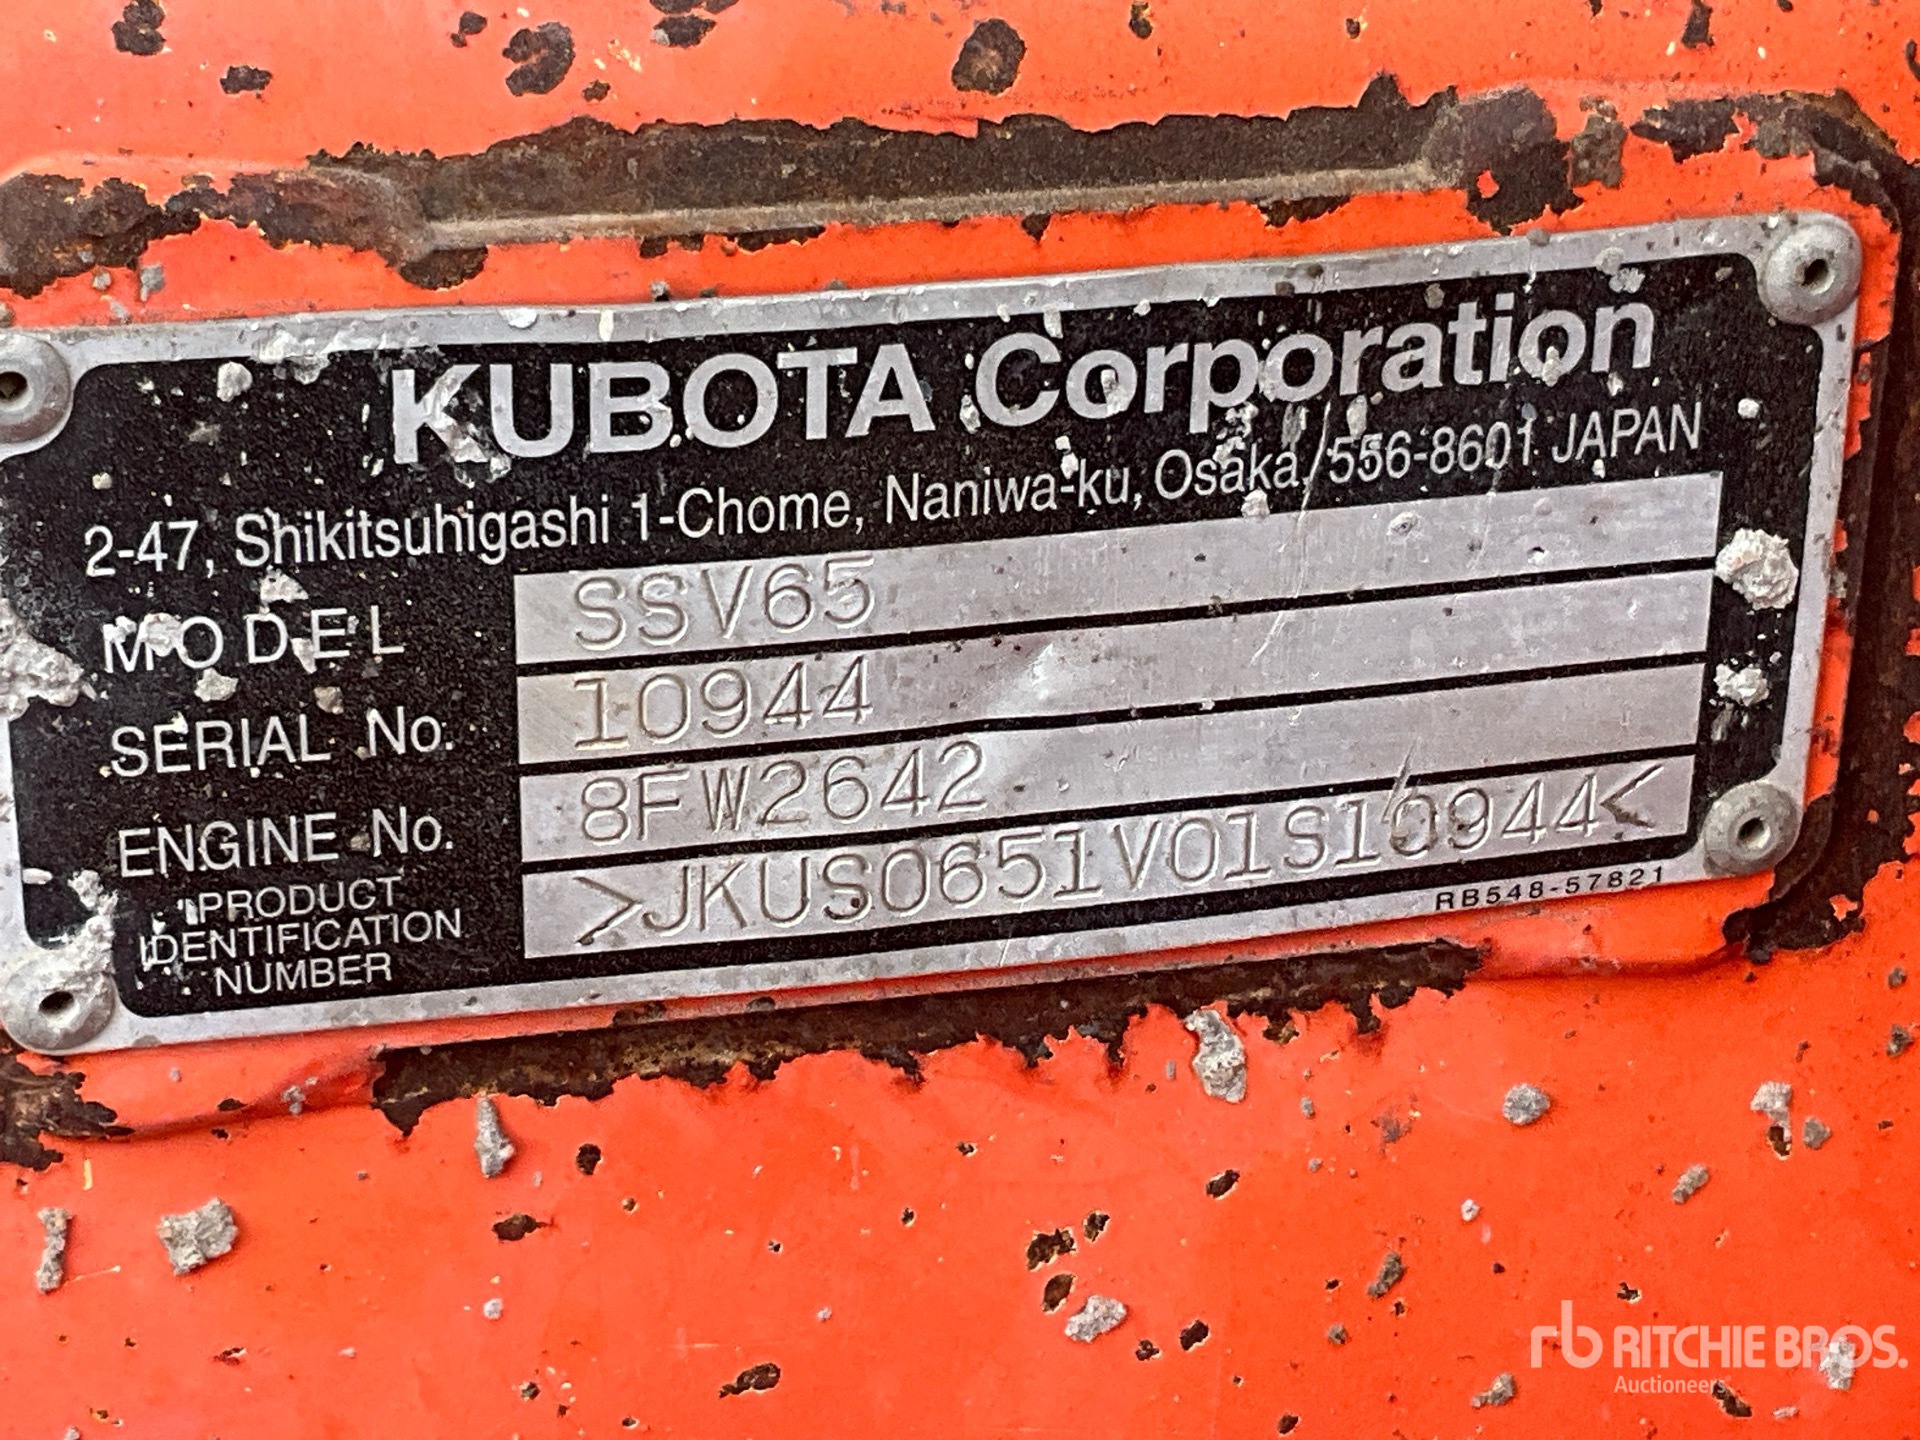 KUBOTA Corporation
2-47, Shikitsuhigashi 1-Chome, Naniwa-ku, Osaka, 556-8601 JAPAN
MODEL SSV65
SERIAL No. 10944
ENGINE No. 8FW2642
PRODUCT
IDENTIFICATION
NUMBER
>JKUS0651V01S10944<
RB548-57821
rb RITCHIE BROS.
Auctioneers